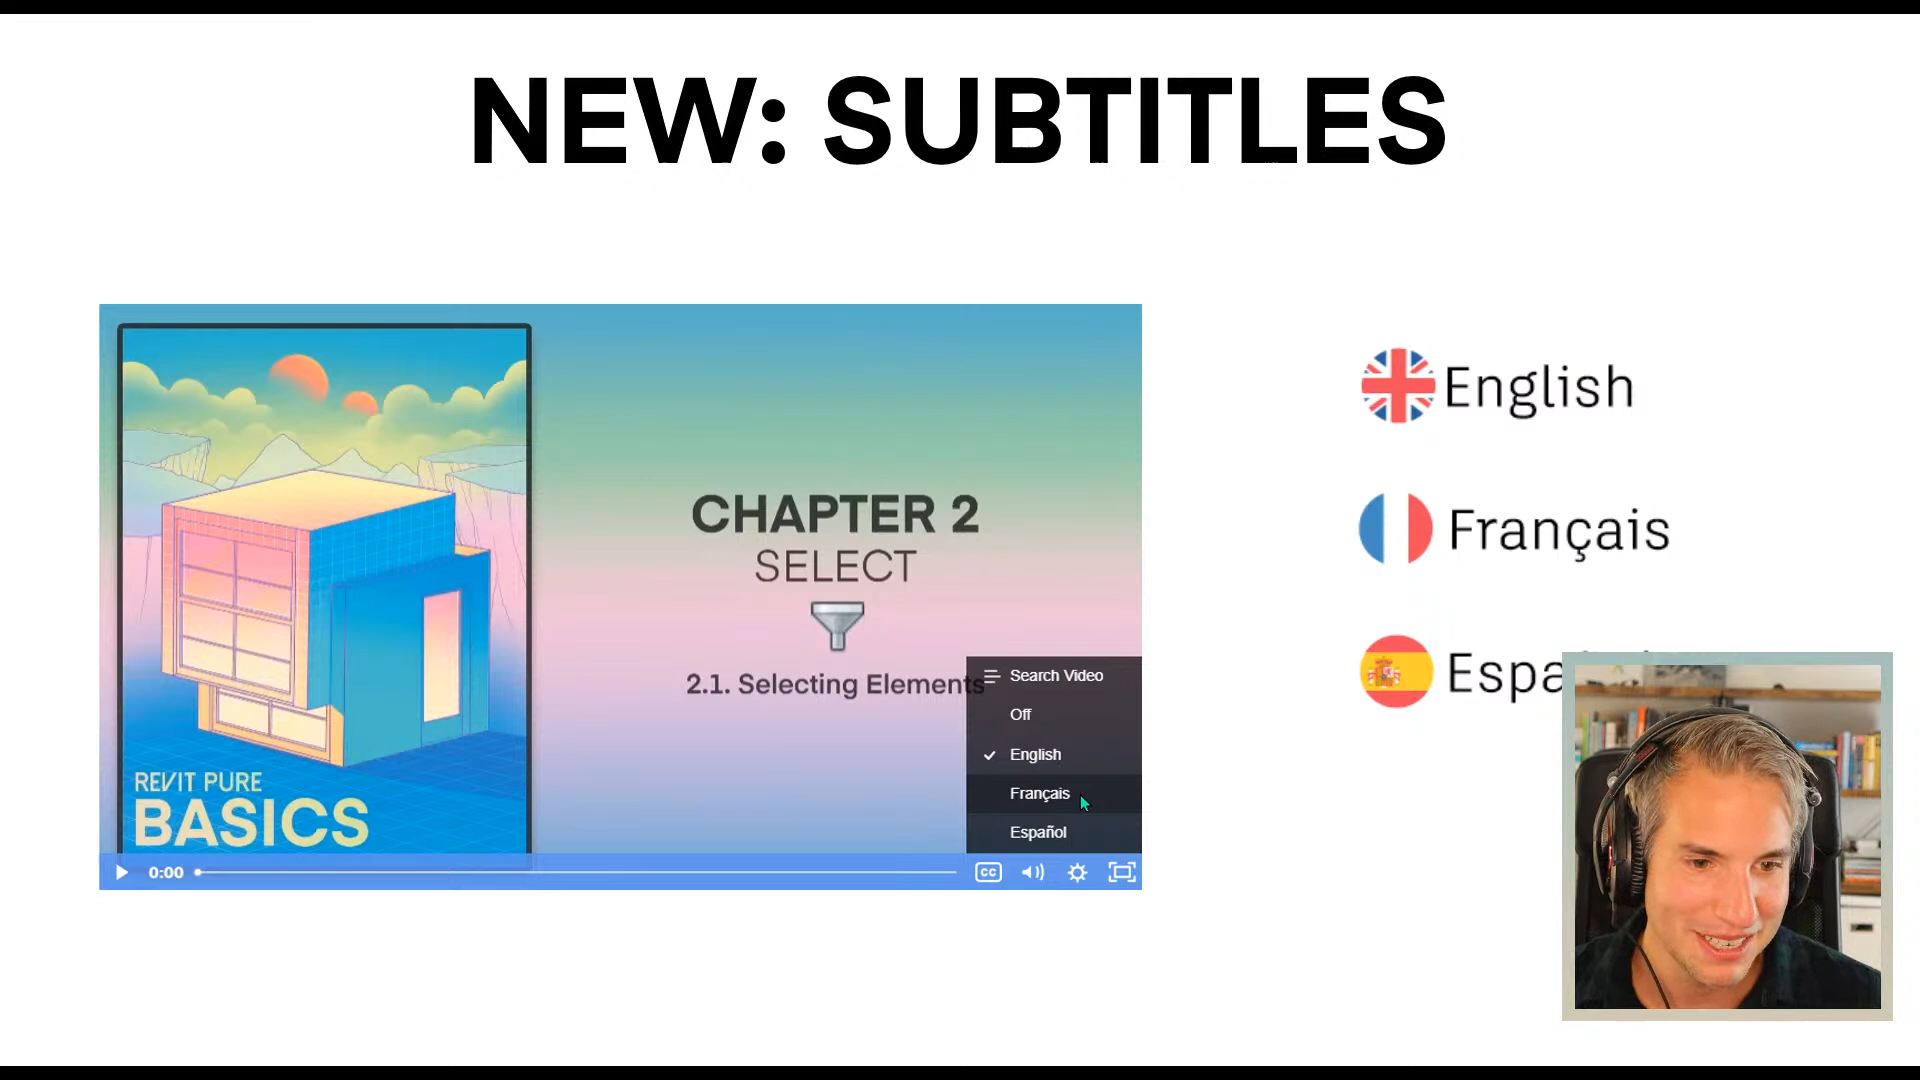 NEW: SUBTITLES
CHAPTER 2
SELECT
2.1. Selecting Elements
REVIT PURE
BASICS
Search Video
Off
English
Français
Español
0:00
CC
English
Français
Espa